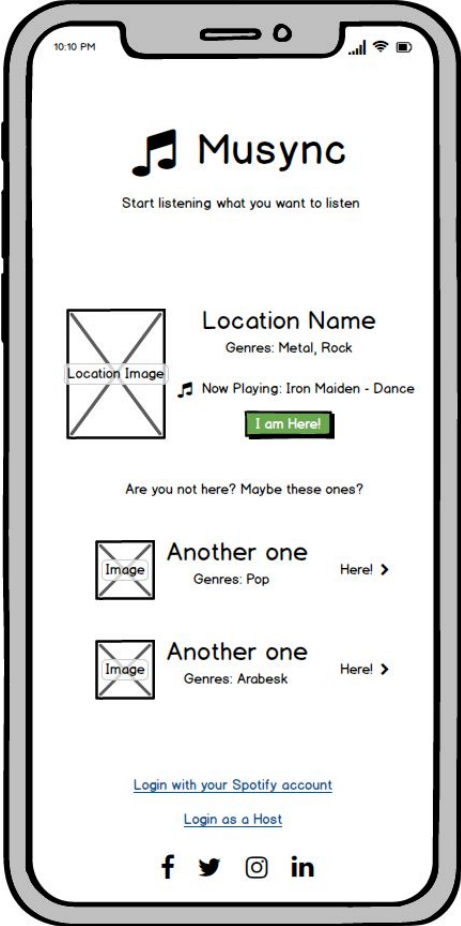 10:10 PM
Musync
Start listening what you want to listen
Location Name
Genres: Metal, Rock
Location Image
Now Playing: Iron Maiden - Dance
I am Here!
Are you not here? Maybe these ones?
Image
Another one
Genres: Pop
Here!
Image
Another one
Genres: Arabesk
Here!
Login with your Spotify account
Login as a Host